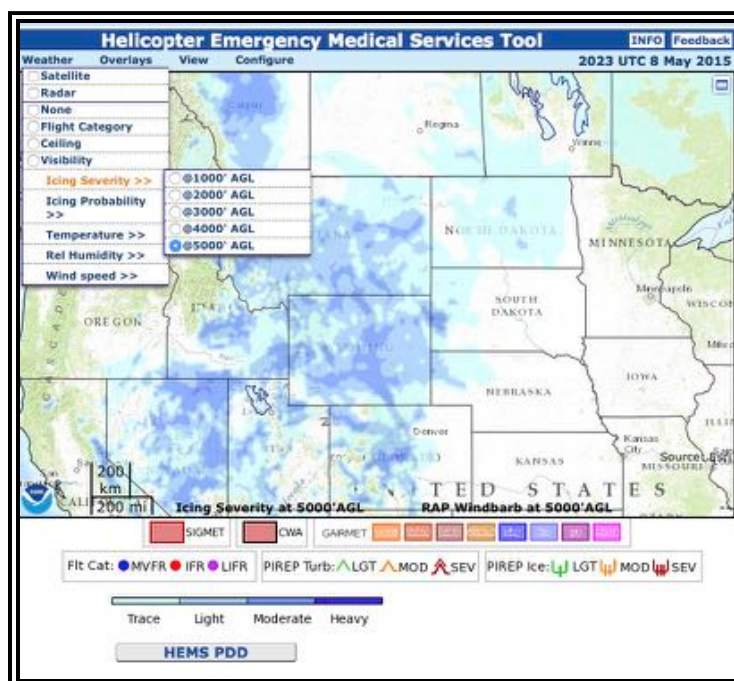 Helicopter Emergency Medical Services Tool INFO Feedback
Weather Overlays View Configure 2023 UTC 8 May 2015
Satellite
Radar
None
Flight Category
Ceiling
Visibility
Icing Severity >>
Icing Probability
>>
Temperature >>
Rel Humidity >>
Wind speed >>
@1000' AGL
@2000' AGL
@3000' AGL
@4000' AGL
@5000' AGL
Calgary
Regina
NORTH DAKOTA
MINNESOTA
Minneapolis
SOUTH
DAKOTA
OREGON
WYOMING
NEBRASKA
IOWA
Denver
KANSAS
Kansas
City
MISSOURI
UNITED STATES
200
km
200 mi
Icing Severity at 5000'AGL RAP Windbarb at 5000'AGL
SIGMET CWA GAIRMET
Flt Cat: MVFR IFR LIFR PIREP Turb: LGT MOD SEV PIREP Ice: LGT MOD SEV
Trace Light Moderate Heavy
HEMS PDD